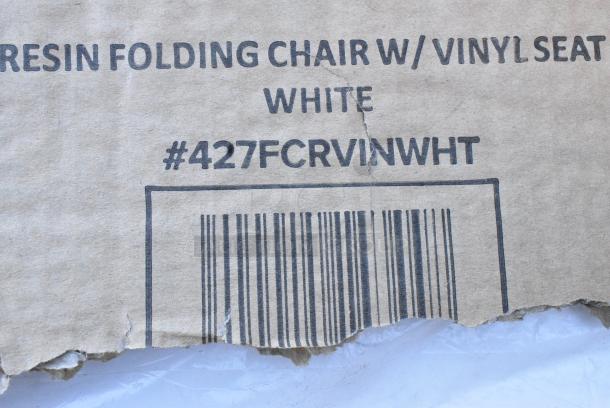 RESIN FOLDING CHAIR W/ VINYL SEAT
WHITE
#427FCRVINWHT